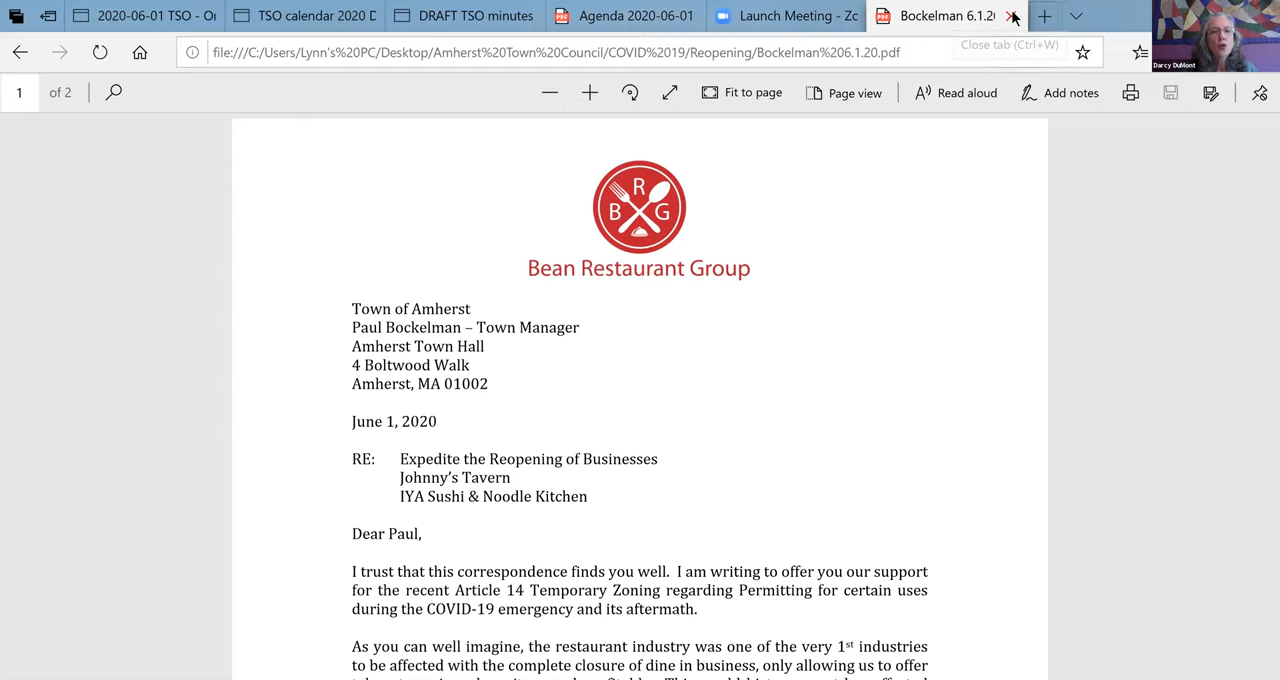 2020-06-01 TSO - Or
TSO calendar 2020 D
DRAFT TSO minutes
Agenda 2020-06-01
Launch Meeting - Zc
Bockelman 6.1.20
Close tab (Ctrl+W)
file:///C:/Users/Lynn's%20PC/Desktop/Amherst%20Town%20Council/COVID%2019/Reopening/Bockelman%206.1.20.pdf
Darcy DuMont
1 of 2
Fit to page
Page view
Read aloud
Add notes
R
B G
Bean Restaurant Group
Town of Amherst
Paul Bockelman – Town Manager
Amherst Town Hall
4 Boltwood Walk
Amherst, MA 01002
June 1, 2020
RE: Expedite the Reopening of Businesses
Johnny's Tavern
IYA Sushi & Noodle Kitchen
Dear Paul,
I trust that this correspondence finds you well. I am writing to offer you our support
for the recent Article 14 Temporary Zoning regarding Permitting for certain uses
during the COVID-19 emergency and its aftermath.
As you can well imagine, the restaurant industry was one of the very 1st industries
to be affected with the complete closure of dine in business, only allowing us to offer